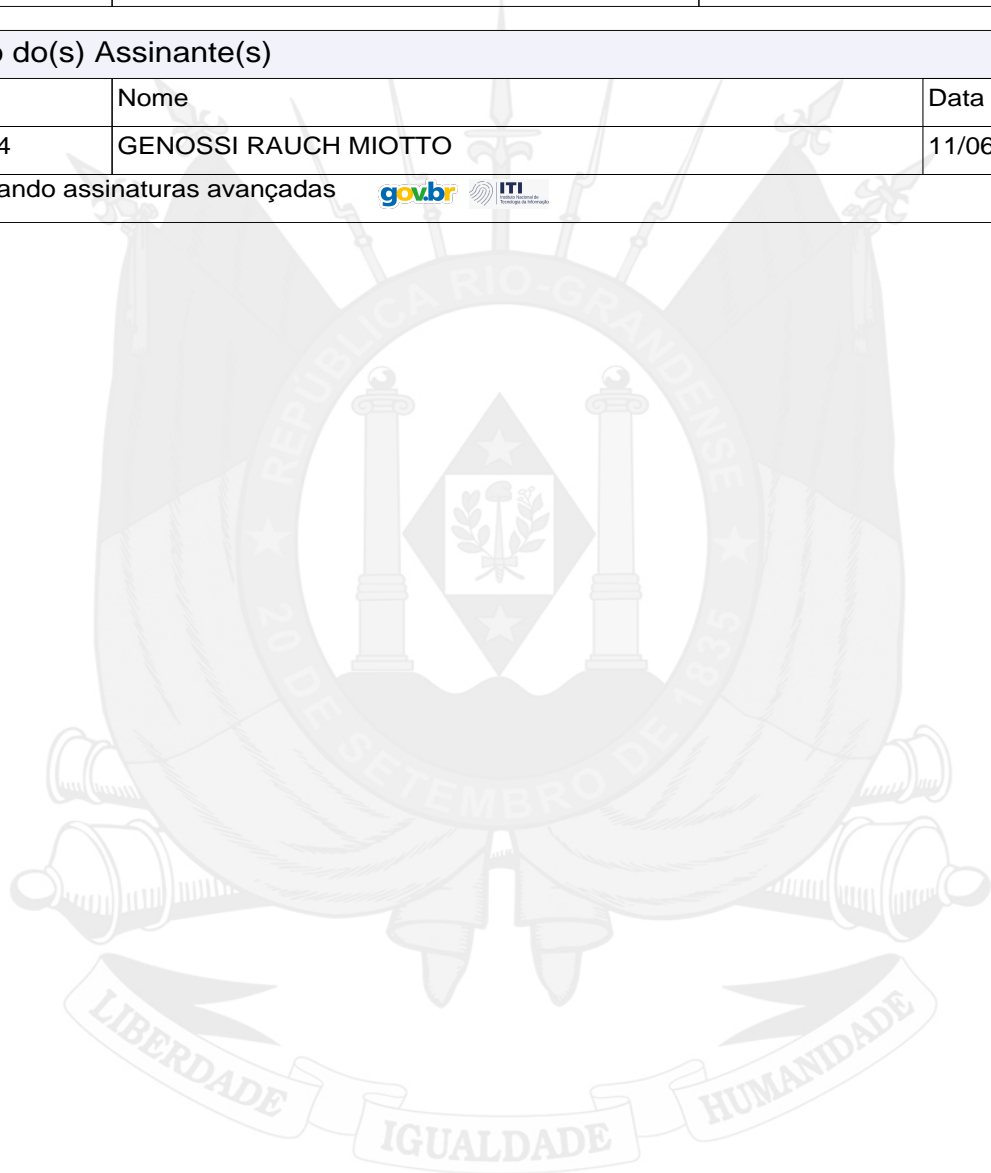 o do(s) Assinante(s)
Nome
Data
4
GENOSSI RAUCH MIOTTO
11/06
ando assinaturas avançadas gov.br ITI
REPÚBLICA RIO-GRANDENSE
20 DE SETEMBRO DE 1835
LIBERDADE
IGUALDADE
HUMANIDADE